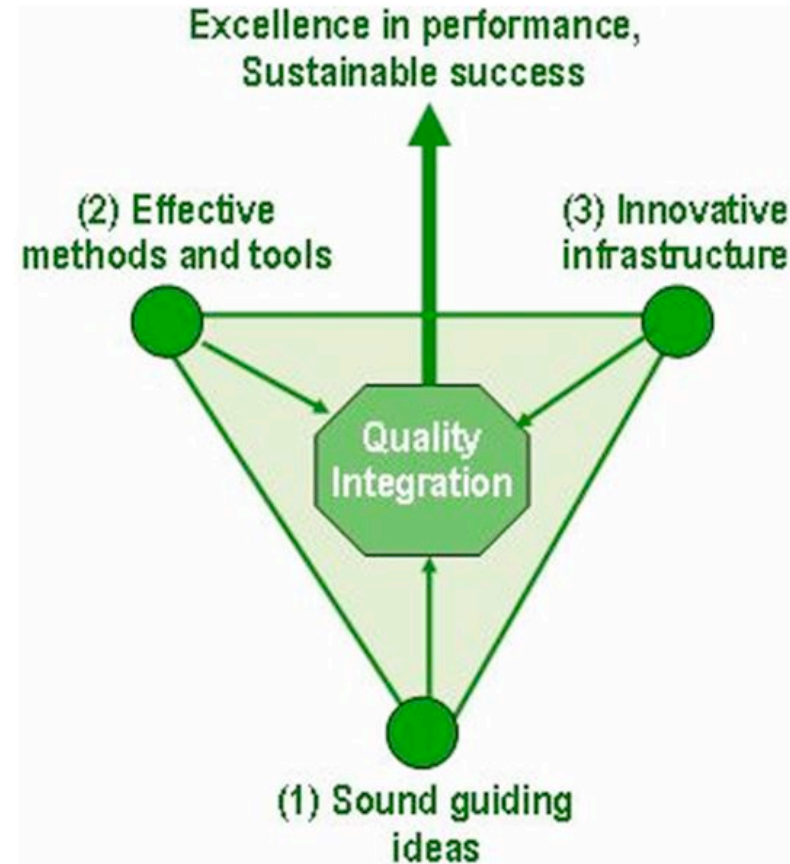 Excellence in performance,
Sustainable success
(2) Effective
methods and tools
(3) Innovative
infrastructure
Quality
Integration
(1) Sound guiding
ideas